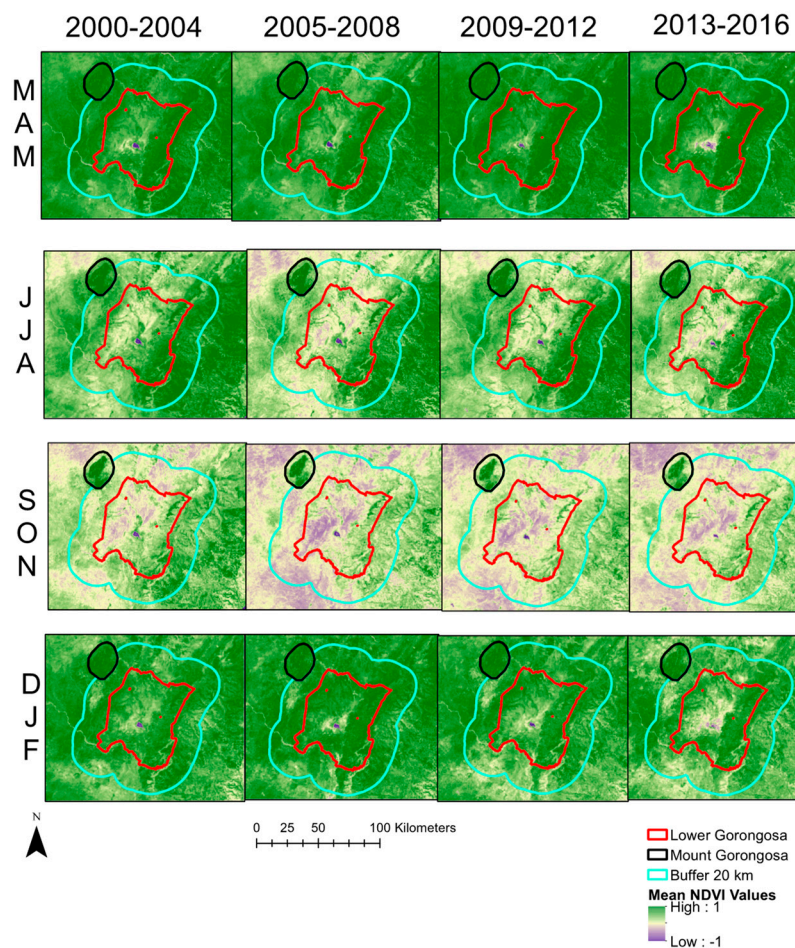 2000-2004 2005-2008 2009-2012 2013-2016
M
A
M
J
J
A
S
O
N
D
J
F
N
0 25 50 100 Kilometers
Lower Gorongosa
Mount Gorongosa
Buffer 20 km
Mean NDVI Values
High : 1
Low : -1